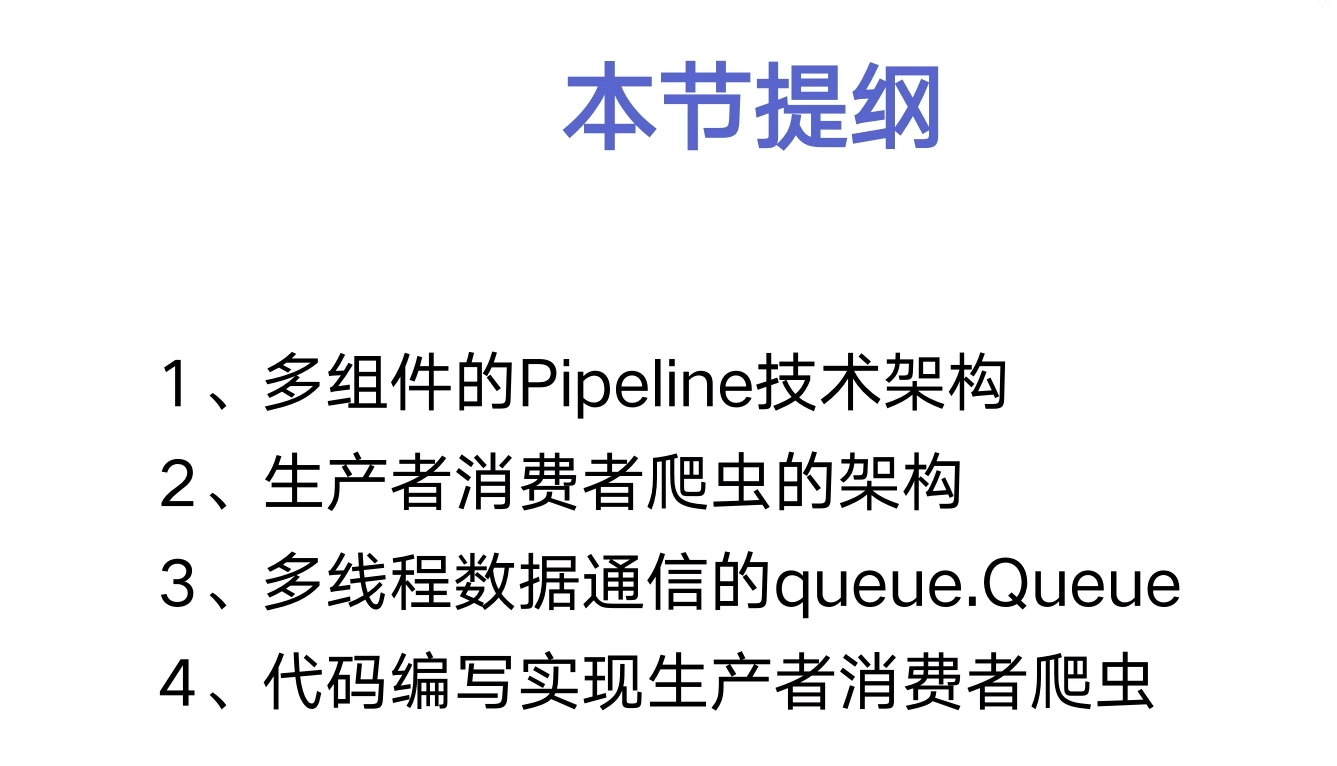 本节提纲
1、多组件的Pipeline技术架构
2、生产者消费者爬虫的架构
3、多线程数据通信的queue.Queue
4、代码编写实现生产者消费者爬虫